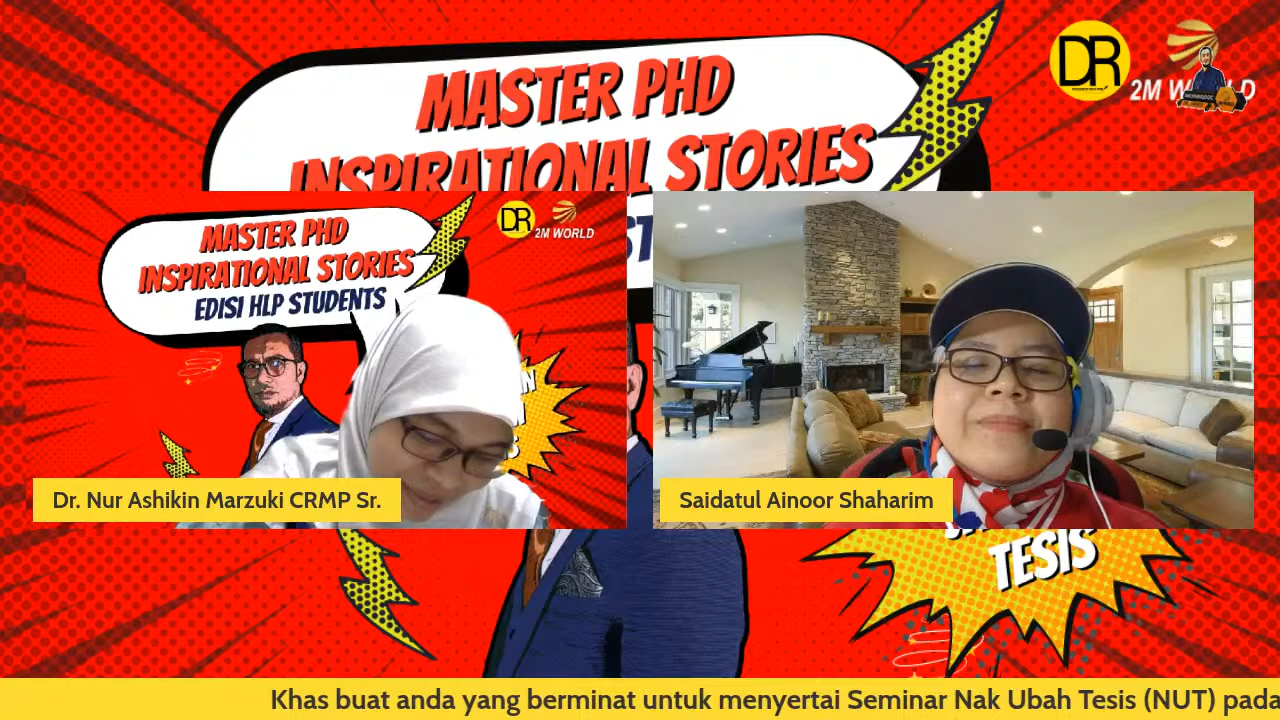 MASTER PHD
INSPIRATIONAL STORIES
DR
2M W
D
MASTER PHD
INSPIRATIONAL STORIES
EDISI HLP STUDENTS
DR
2M WORLD
Dr. Nur Ashikin Marzuki CRMP Sr.
Saidatul Ainoor Shaharim
TESIS
Khas buat anda yang berminat untuk menyertai Seminar Nak Ubah Tesis (NUT) pada